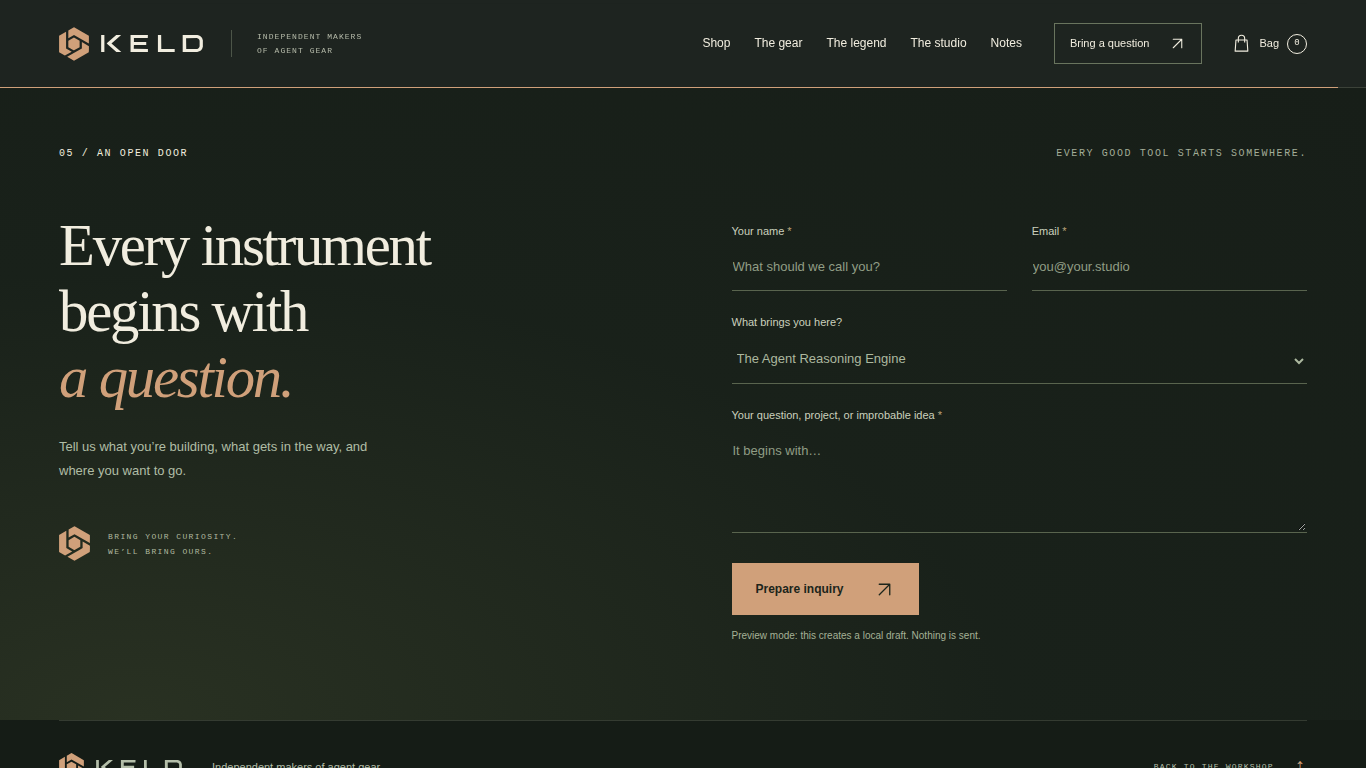 KELD
INDEPENDENT MAKERS
OF AGENT GEAR
Shop
The gear
The legend
The studio
Notes
Bring a question
Bag
0
05 / AN OPEN DOOR
EVERY GOOD TOOL STARTS SOMEWHERE.
Every instrument
begins with
a question.
Tell us what you’re building, what gets in the way, and
where you want to go.
BRING YOUR CURIOSITY.
WE’LL BRING OURS.
Your name *
What should we call you?
Email *
you@your.studio
What brings you here?
The Agent Reasoning Engine
Your question, project, or improbable idea *
It begins with…
Prepare inquiry
Preview mode: this creates a local draft. Nothing is sent.
KELD
Independent makers of agent gear.
BACK TO THE WORKSHOP